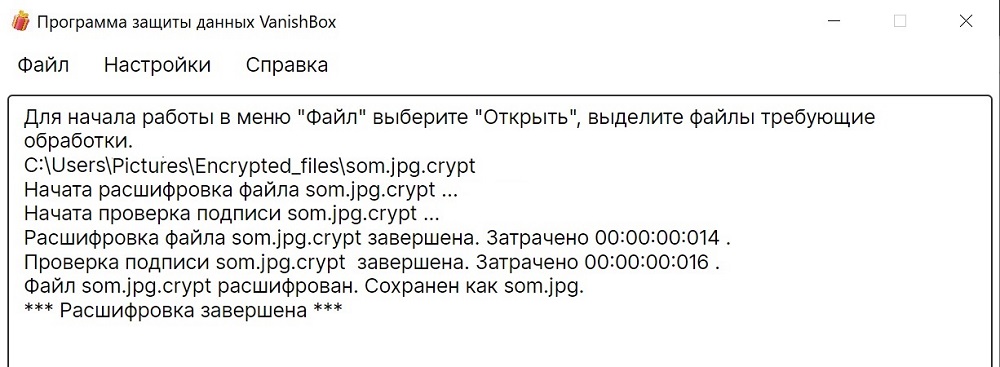 Программа защиты данных VanishBox
Файл Настройки Справка
Для начала работы в меню "Файл" выберите "Открыть", выделите файлы требующие
обработки.
C:\Users\Pictures\Encrypted_files\som.jpg.crypt
Начата расшифровка файла som.jpg.crypt ...
Начата проверка подписи som.jpg.crypt ...
Расшифровка файла som.jpg.crypt завершена. Затрачено 00:00:00:014 .
Проверка подписи som.jpg.crypt  завершена. Затрачено 00:00:00:016 .
Файл som.jpg.crypt расшифрован. Сохранен как som.jpg.
*** Расшифровка завершена ***